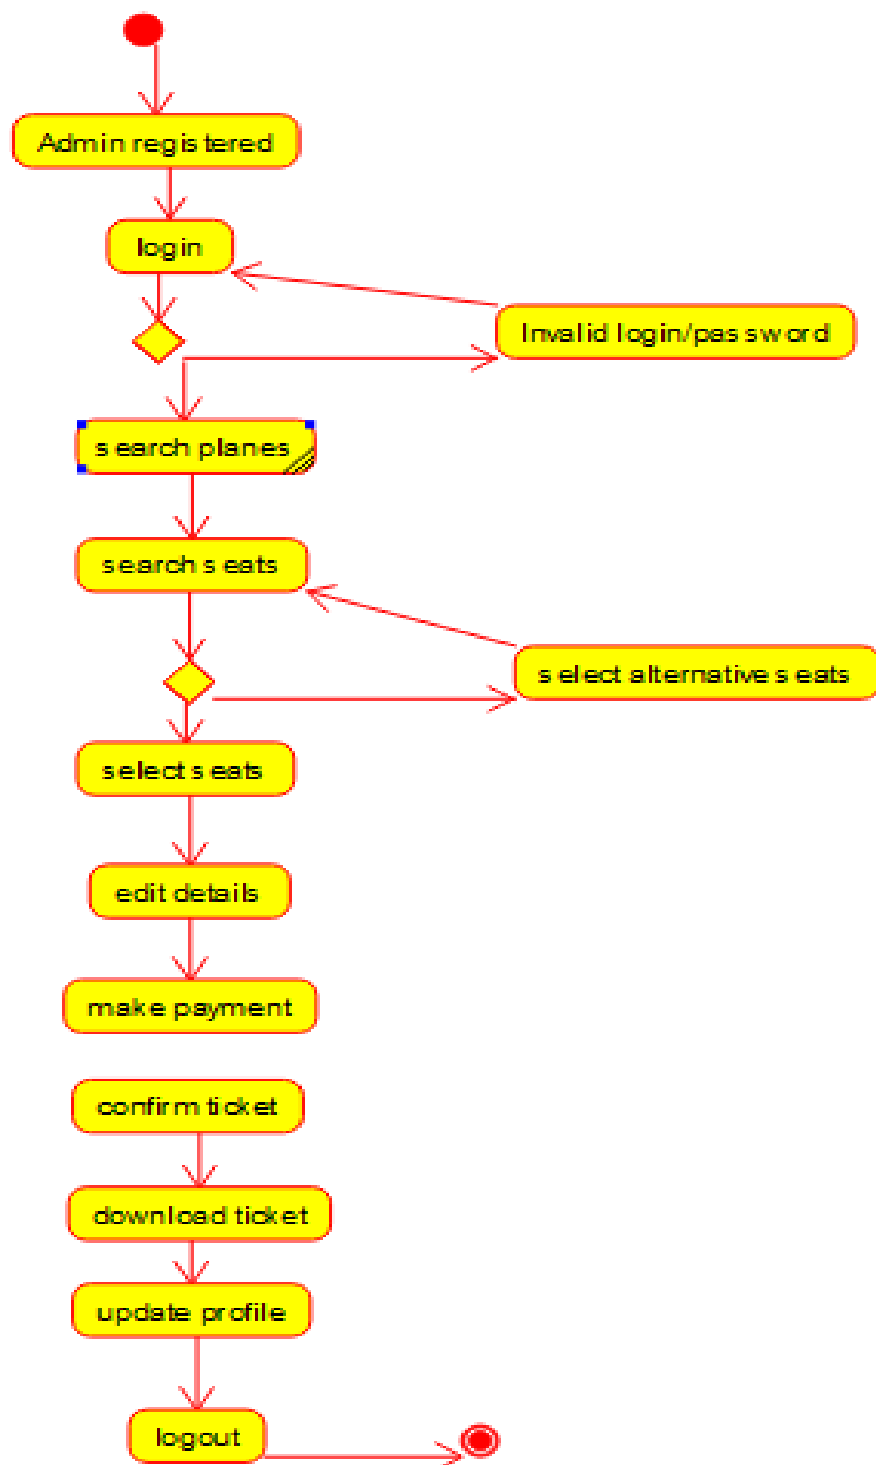 Admin registered
login
Invalid login/password
search planes
search seats
select alternative seats
select seats
edit details
make payment
confirm ticket
download ticket
update profile
logout